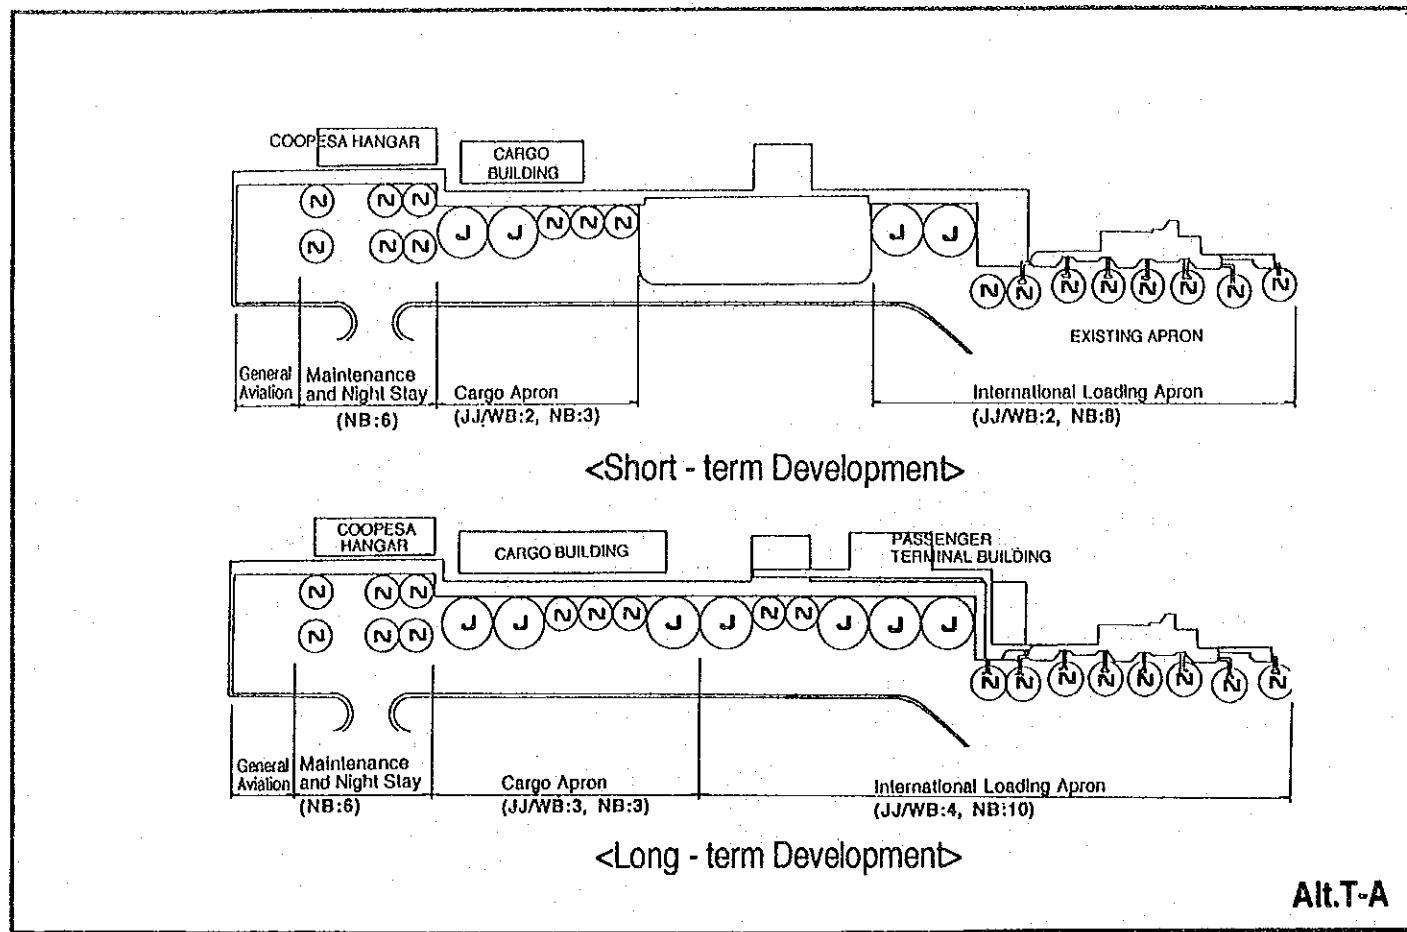 COOPESA HANGAR
CARGO
BUILDING
N N N
J J N N N J J
N N N
N N N N N N N N
EXISTING APRON
General
Aviation
Maintenance
and Night Stay
(NB:6)
Cargo Apron
(JJ/WB:2, NB:3)
International Loading Apron
(JJ/WB:2, NB:8)
<Short - term Development>
COOPESA
HANGAR
CARGO BUILDING
PASSENGER
TERMINAL BUILDING
N N N
J J N N N J J N N J J J
N N N
N N N N N N N N
General
Aviation
Maintenance
and Night Stay
(NB:6)
Cargo Apron
(JJ/WB:3, NB:3)
International Loading Apron
(JJ/WB:4, NB:10)
<Long - term Development>
Alt.T-A